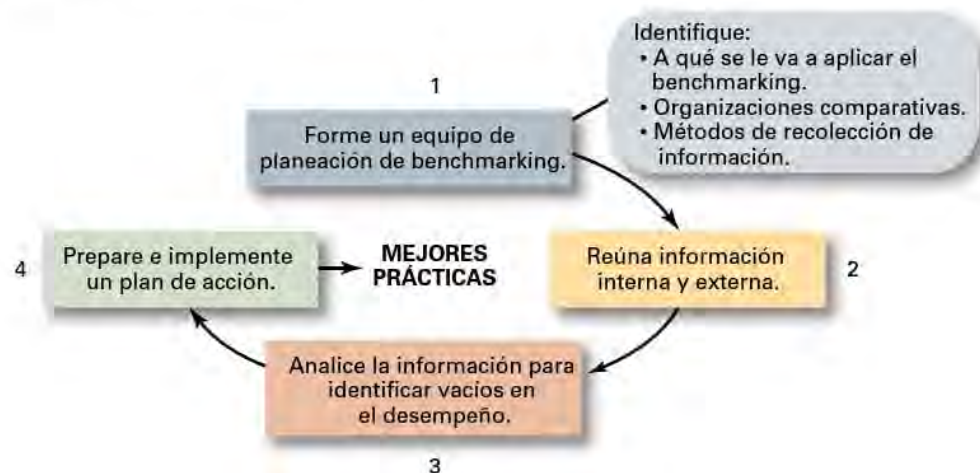 1
Forme un equipo de
planeación de benchmarking.
Identifique:
• A qué se le va a aplicar el
benchmarking.
• Organizaciones comparativas.
• Métodos de recolección de
información.
2
Reúna información
interna y externa.
3
Analice la información para
identificar vacíos en
el desempeño.
4
Prepare e implemente
un plan de acción.
MEJORES
PRÁCTICAS